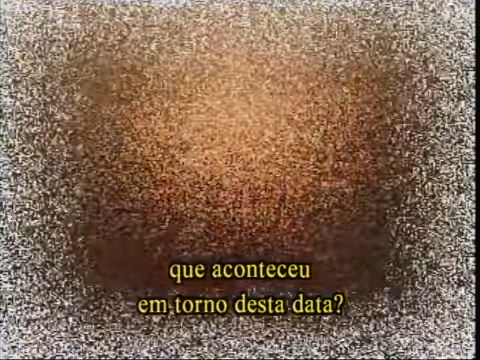 que aconteceu
em torno desta data?